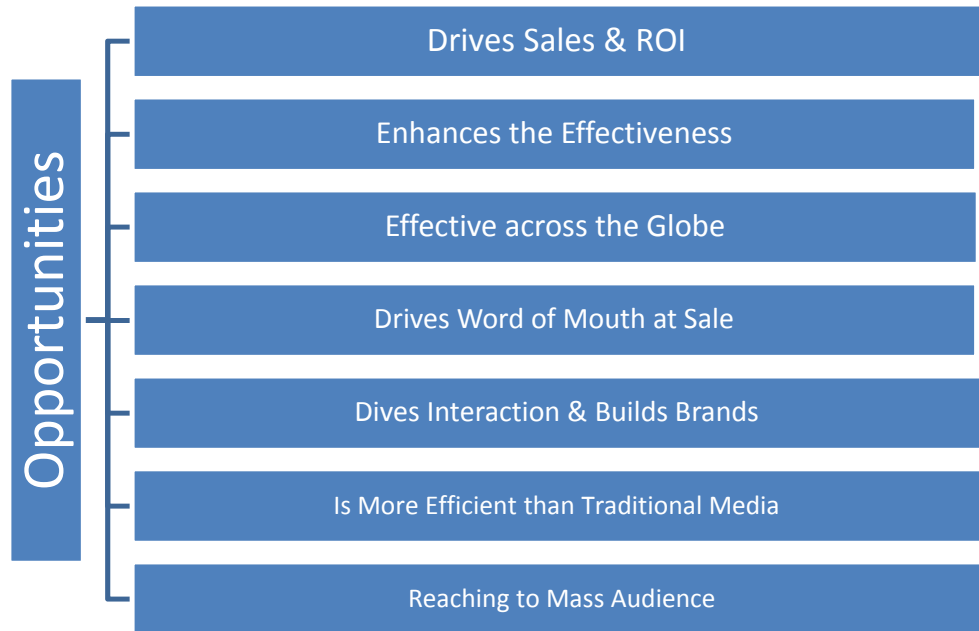 Opportunities
Drives Sales & ROI
Enhances the Effectiveness
Effective across the Globe
Drives Word of Mouth at Sale
Dives Interaction & Builds Brands
Is More Efficient than Traditional Media
Reaching to Mass Audience